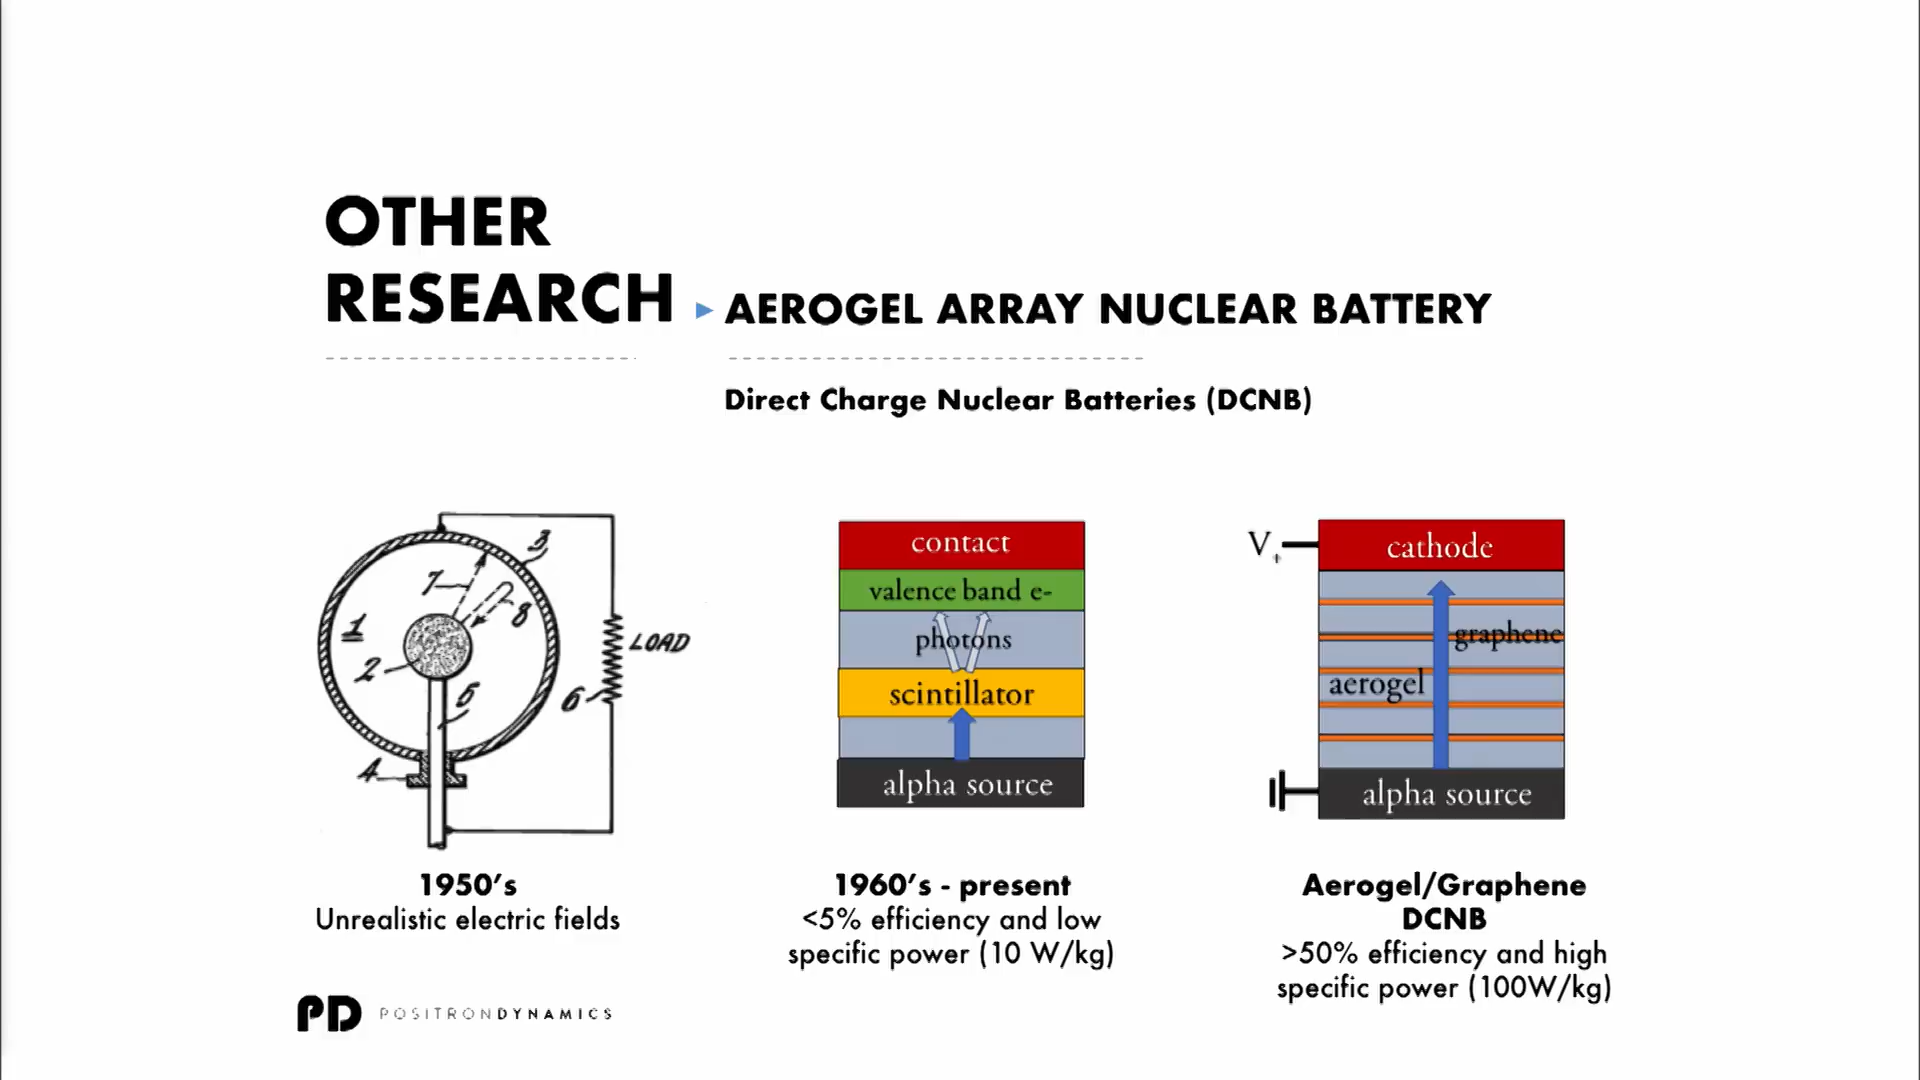 OTHER
RESEARCH
AEROGEL ARRAY NUCLEAR BATTERY
Direct Charge Nuclear Batteries (DCNB)
1
2
3
4
5
6
7
8
LOAD
1950's
Unrealistic electric fields
contact
valence band e-
photons
scintillator
alpha source
1960's - present
<5% efficiency and low
specific power (10 W/kg)
V+
cathode
graphene
aerogel
alpha source
Aerogel/Graphene
DCNB
>50% efficiency and high
specific power (100W/kg)
PD POSITRONDYNAMICS